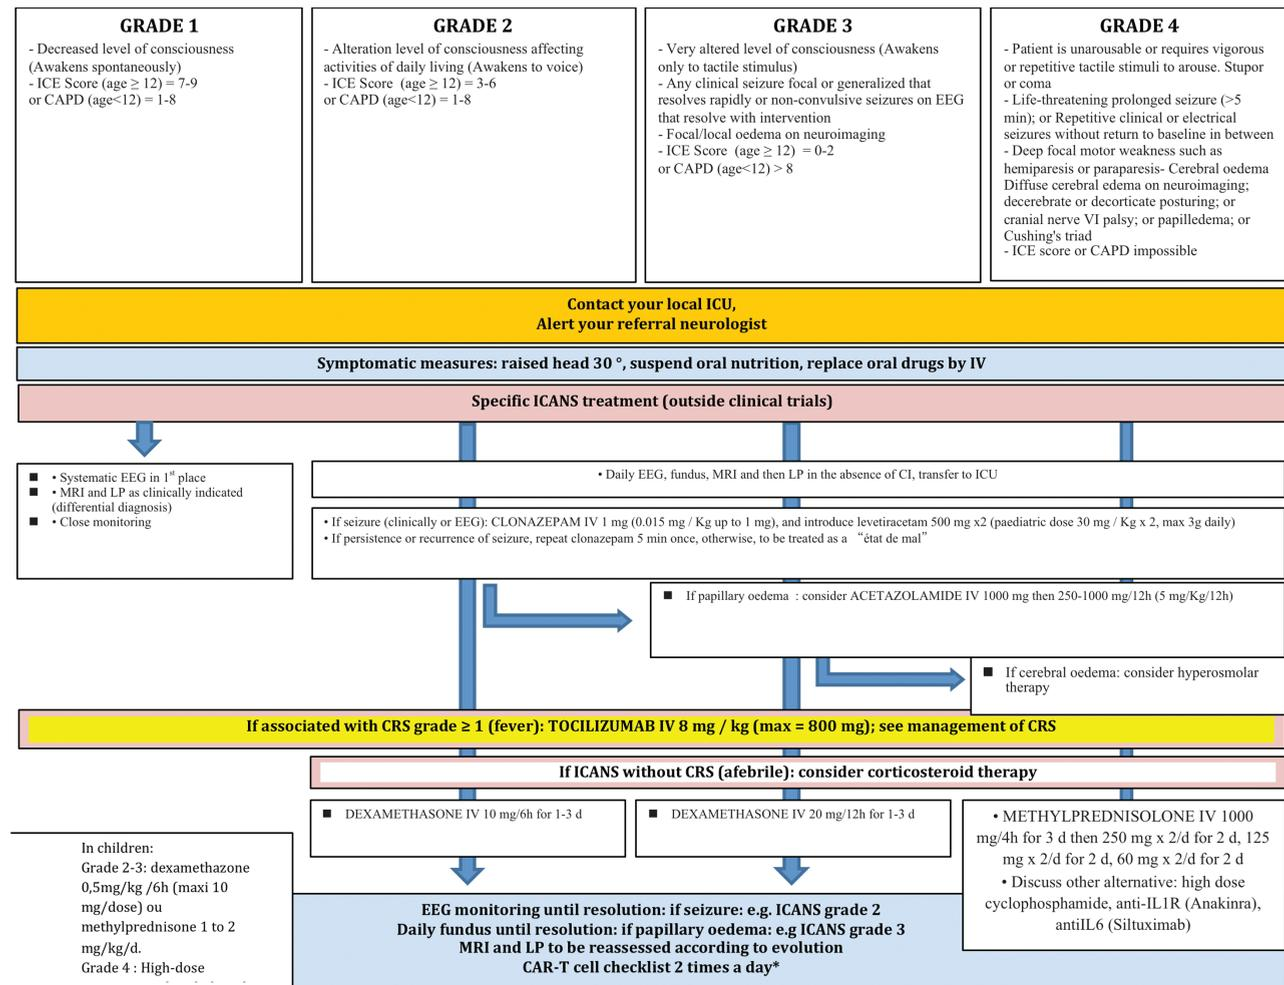 GRADE 1
- Decreased level of consciousness
(Awakens spontaneously)
- ICE Score (age ≥ 12) = 7-9
or CAPD (age<12) = 1-8
GRADE 2
- Alteration level of consciousness affecting
activities of daily living (Awakens to voice)
- ICE Score  (age ≥ 12) = 3-6
or CAPD (age<12) = 1-8
GRADE 3
- Very altered level of consciousness (Awakens
only to tactile stimulus)
- Any clinical seizure focal or generalized that
resolves rapidly or non-convulsive seizures on EEG
that resolve with intervention
- Focal/local oedema on neuroimaging
- ICE Score  (age ≥ 12)  = 0-2
or CAPD (age<12) > 8
GRADE 4
- Patient is unarousable or requires vigorous
or repetitive tactile stimuli to arouse. Stupor
or coma
- Life-threatening prolonged seizure (>5
min); or Repetitive clinical or electrical
seizures without return to baseline in between
- Deep focal motor weakness such as
hemiparesis or paraparesis- Cerebral oedema
Diffuse cerebral edema on neuroimaging;
decerebrate or decorticate posturing; or
cranial nerve VI palsy; or papilledema; or
Cushing's triad
- ICE score or CAPD impossible
Contact your local ICU,
Alert your referral neurologist
Symptomatic measures: raised head 30 °, suspend oral nutrition, replace oral drugs by IV
Specific ICANS treatment (outside clinical trials)
■ • Systematic EEG in 1st place
■ • MRI and LP as clinically indicated
(differential diagnosis)
■ • Close monitoring
• Daily EEG, fundus, MRI and then LP in the absence of CI, transfer to ICU
• If seizure (clinically or EEG): CLONAZEPAM IV 1 mg (0.015 mg / Kg up to 1 mg), and introduce levetiracetam 500 mg x2 (paediatric dose 30 mg / Kg x 2, max 3g daily)
• If persistence or recurrence of seizure, repeat clonazepam 5 min once, otherwise, to be treated as a  “état de mal”
■ If papillary oedema  : consider ACETAZOLAMIDE IV 1000 mg then 250-1000 mg/12h (5 mg/Kg/12h)
■ If cerebral oedema: consider hyperosmolar
therapy
If associated with CRS grade ≥ 1 (fever): TOCILIZUMAB IV 8 mg / kg (max = 800 mg); see management of CRS
If ICANS without CRS (afebrile): consider corticosteroid therapy
■ DEXAMETHASONE IV 10 mg/6h for 1-3 d
■ DEXAMETHASONE IV 20 mg/12h for 1-3 d
• METHYLPREDNISOLONE IV 1000
mg/4h for 3 d then 250 mg x 2/d for 2 d, 125
mg x 2/d for 2 d, 60 mg x 2/d for 2 d
• Discuss other alternative: high dose
cyclophosphamide, anti-IL1R (Anakinra),
antiIL6 (Siltuximab)
In children:
Grade 2-3: dexamethazone
0,5mg/kg /6h (maxi 10
mg/dose) ou
methylprednisone 1 to 2
mg/kg/d.
Grade 4 : High-dose
EEG monitoring until resolution: if seizure: e.g. ICANS grade 2
Daily fundus until resolution: if papillary oedema: e.g ICANS grade 3
MRI and LP to be reassessed according to evolution
CAR-T cell checklist 2 times a day*